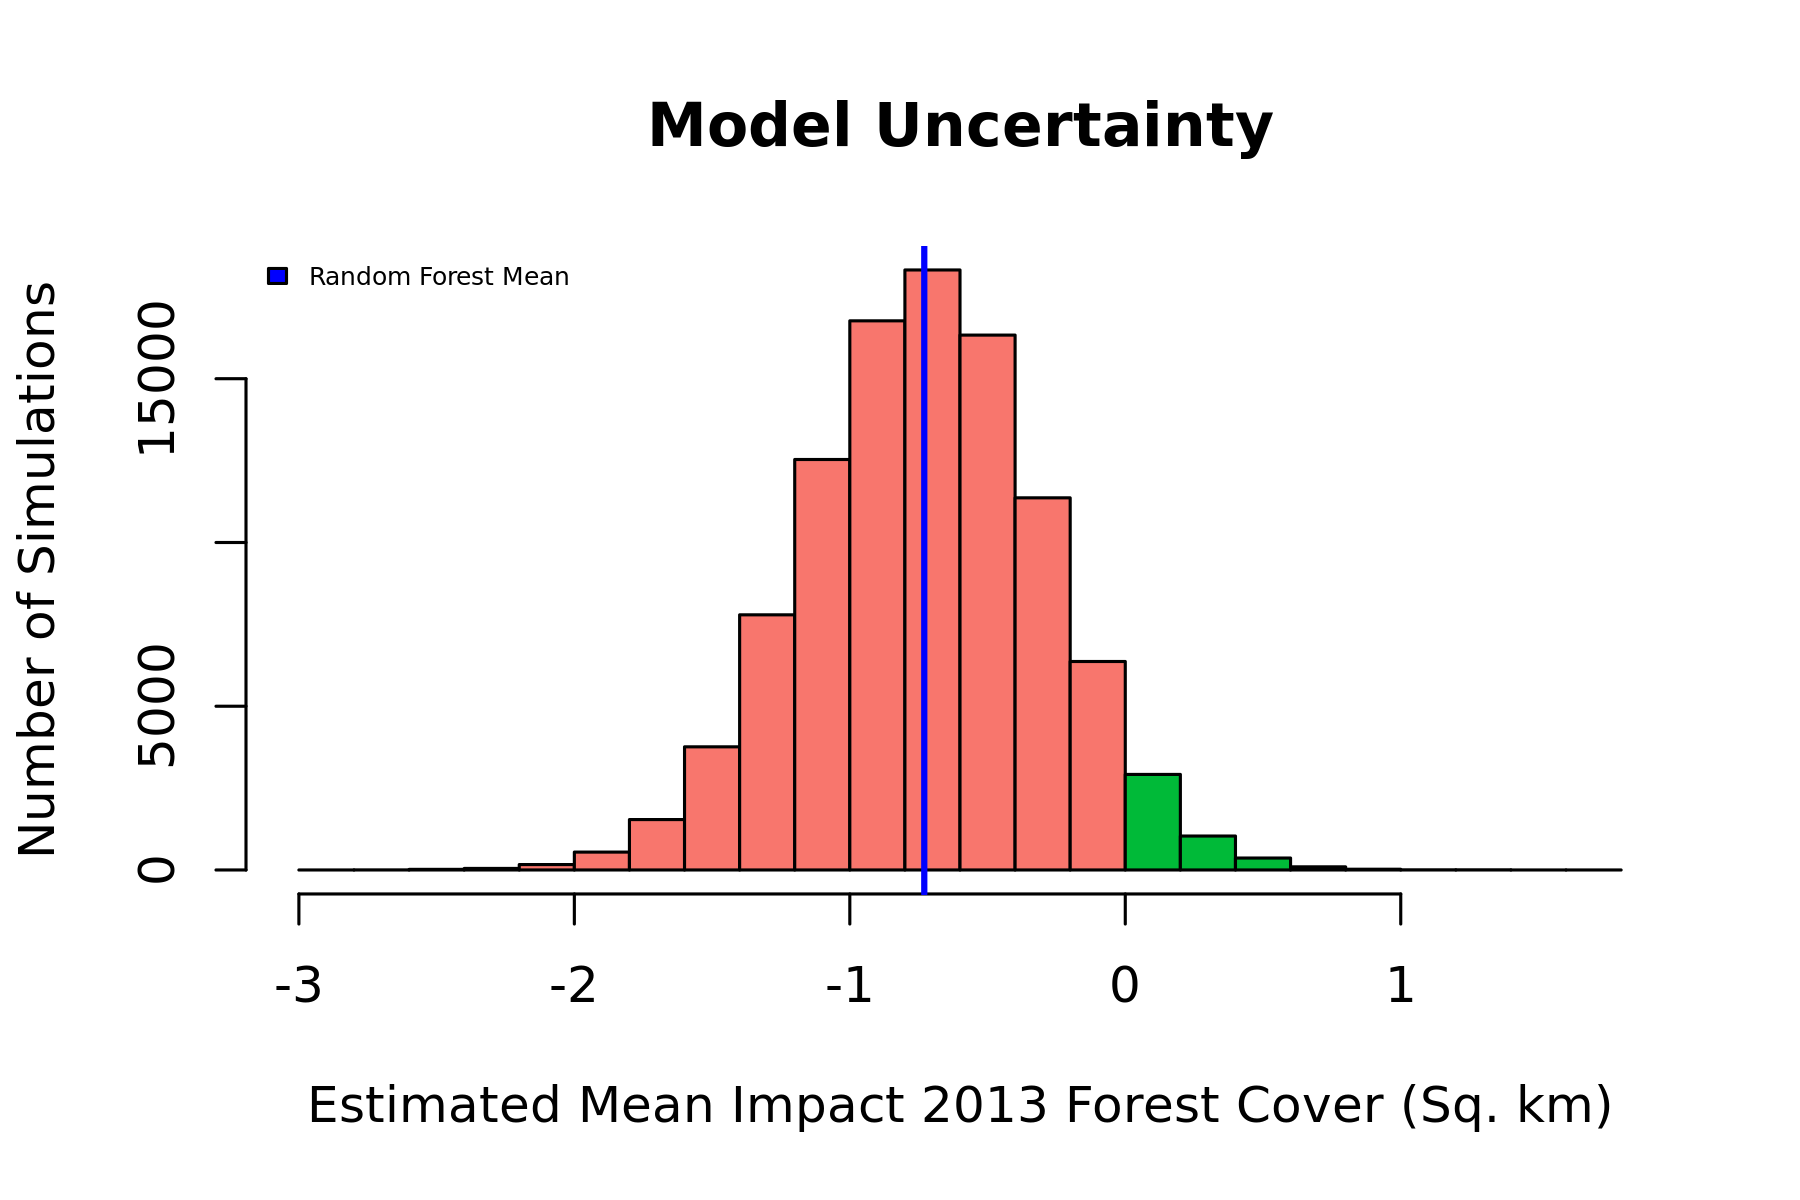 Model Uncertainty
Random Forest Mean
Number of Simulations
15000
5000
0
-3 -2 -1 0 1
Estimated Mean Impact 2013 Forest Cover (Sq. km)